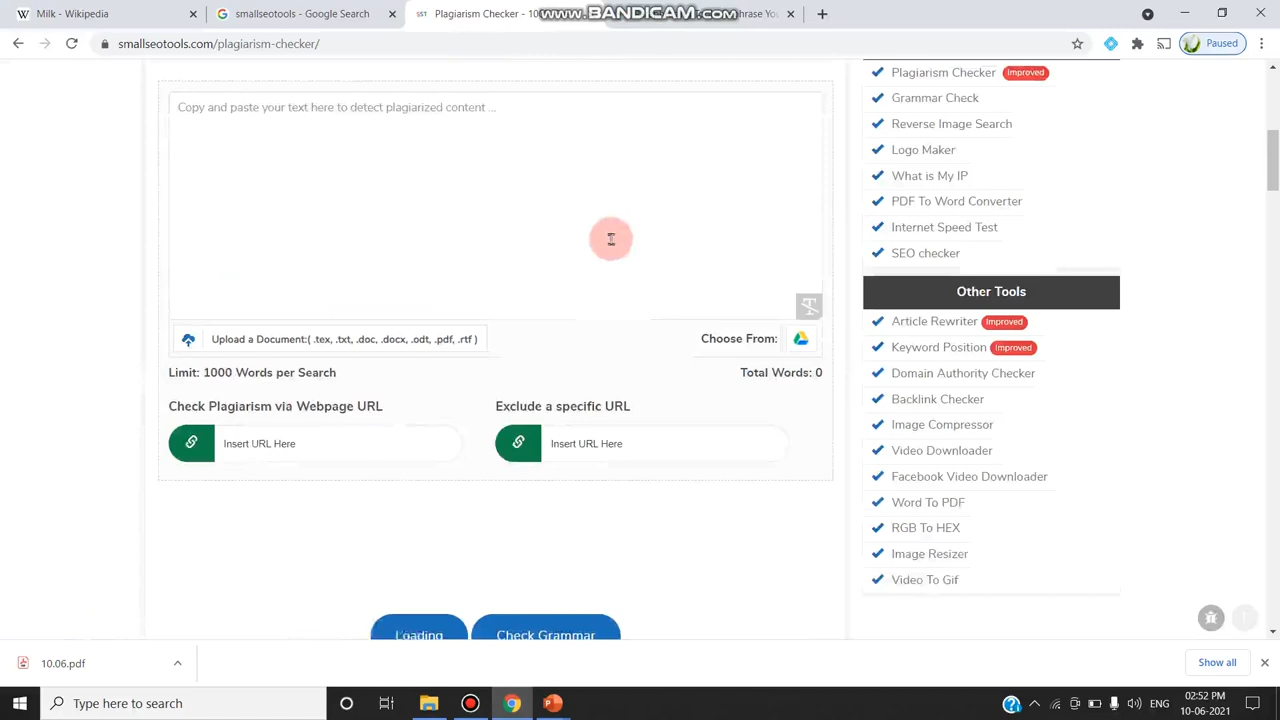 Milk - Wikipedia
smallseotools - Google Search
Plagiarism Checker - 10
www.BANDICAM.com
phrase You
smallseotools.com/plagiarism-checker/
Paused
Copy and paste your text here to detect plagiarized content ...
Upload a Document:( .tex, .txt, .doc, .docx, .odt, .pdf, .rtf )
Choose From:
Limit: 1000 Words per Search
Total Words: 0
Check Plagiarism via Webpage URL
Exclude a specific URL
Insert URL Here
Insert URL Here
Loading
Check Grammar
Plagiarism Checker Improved
Grammar Check
Reverse Image Search
Logo Maker
What is My IP
PDF To Word Converter
Internet Speed Test
SEO checker
Other Tools
Article Rewriter Improved
Keyword Position Improved
Domain Authority Checker
Backlink Checker
Image Compressor
Video Downloader
Facebook Video Downloader
Word To PDF
RGB To HEX
Image Resizer
Video To Gif
10.06.pdf
Show all
Type here to search
ENG
02:52 PM
10-06-2021